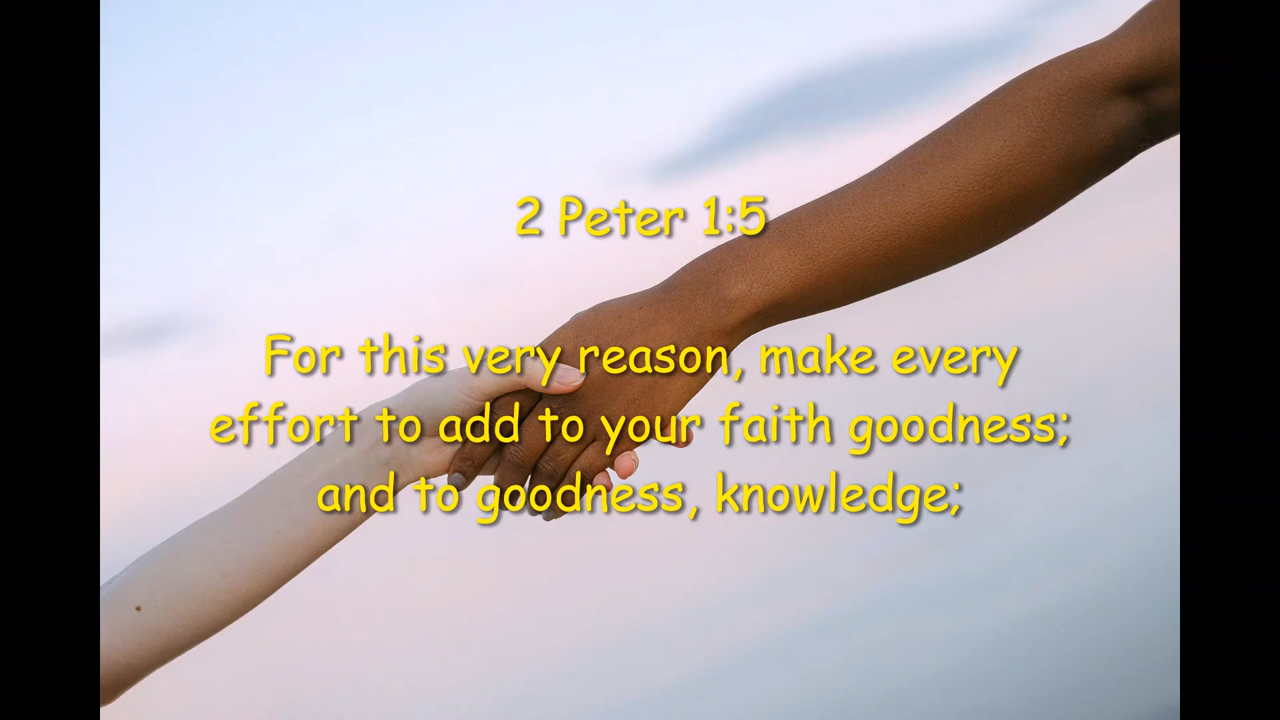 2 Peter 1:5
For this very reason, make every
effort to add to your faith goodness;
and to goodness, knowledge;